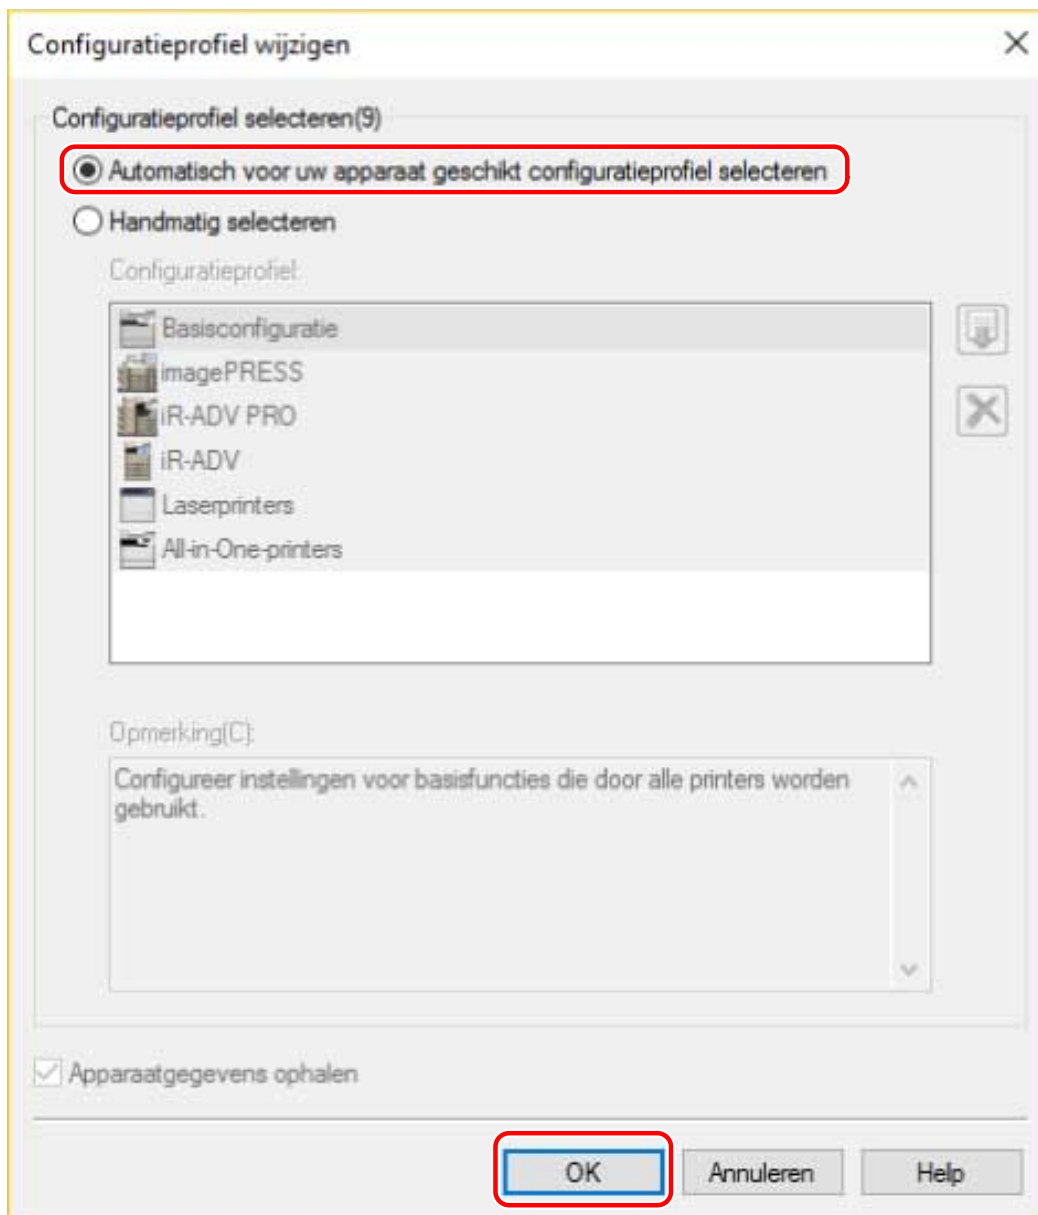 Configuratieprofiel wijzigen
Configuratieprofiel selecteren(9)
Automatisch voor uw apparaat geschikt configuratieprofiel selecteren
Handmatig selecteren
Configuratieprofiel:
Basisconfiguratie
imagePRESS
iR-ADV PRO
iR-ADV
Laserprinters
All-in-One-printers
Opmerking(C):
Configureer instellingen voor basisfuncties die door alle printers worden
gebruikt.
Apparaatgegevens ophalen
OK
Annuleren
Help